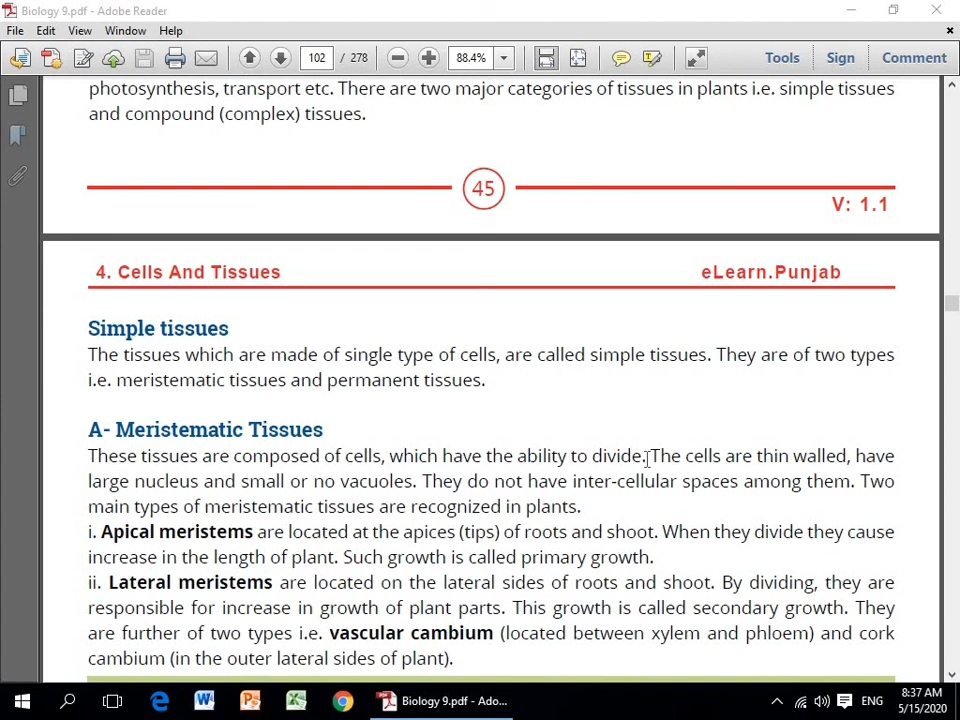 Biology 9.pdf - Adobe Reader
File Edit View Window Help
102 / 278 88.4% Tools Sign Comment
photosynthesis, transport etc. There are two major categories of tissues in plants i.e. simple tissues
and compound (complex) tissues.
45
V: 1.1
4. Cells And Tissues eLearn.Punjab
Simple tissues
The tissues which are made of single type of cells, are called simple tissues. They are of two types
i.e. meristematic tissues and permanent tissues.
A- Meristematic Tissues
These tissues are composed of cells, which have the ability to divide. The cells are thin walled, have
large nucleus and small or no vacuoles. They do not have inter-cellular spaces among them. Two
main types of meristematic tissues are recognized in plants.
i. Apical meristems are located at the apices (tips) of roots and shoot. When they divide they cause
increase in the length of plant. Such growth is called primary growth.
ii. Lateral meristems are located on the lateral sides of roots and shoot. By dividing, they are
responsible for increase in growth of plant parts. This growth is called secondary growth. They
are further of two types i.e. vascular cambium (located between xylem and phloem) and cork
cambium (in the outer lateral sides of plant).
Biology 9.pdf - Ado... ENG 8:37 AM
5/15/2020